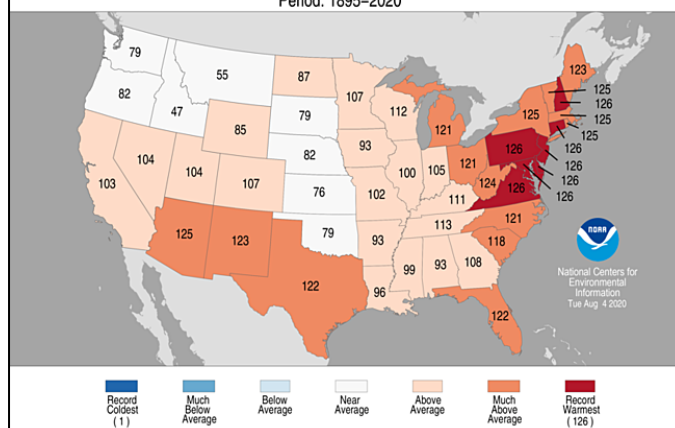 Period: 1895–2020
79
55
87
107
123
82
47
79
112
125
126
125
125
126
126
126
126
125
85
82
93
121
121
126
103
104
104
107
76
102
100
105
111
124
126
125
123
79
93
113
121
118
122
96
99
93
108
122
NOAA
National Centers for
Environmental
Information
Tue Aug 4 2020
Record
Coldest
(1)
Much
Below
Average
Below
Average
Near
Average
Above
Average
Much
Above
Average
Record
Warmest
(126)